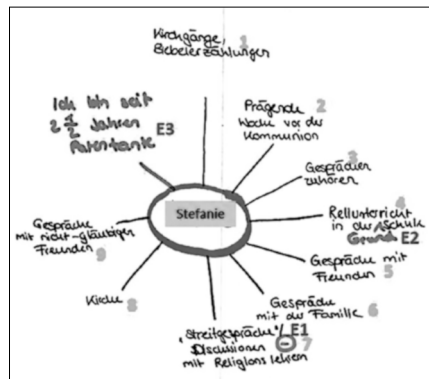 Kirchgänge, 1
Bibelerzählungen
Prägende 2
Woche vor der
Kommunion
3
Gesprächen
zuhören
4
Reliunterricht
in der Schule
Grund E2
Gespräche mit
Freunden 5
Gespräche 6
mit der Familie
"Streitgespräche"/ E1
Diskussionen - 7
mit Religionslehrern
Kirche 8
Gespräche
mit nicht-gläubigen
Freunden 9
Ich bin seit
2 1/2 Jahren E3
Patentante
Stefanie